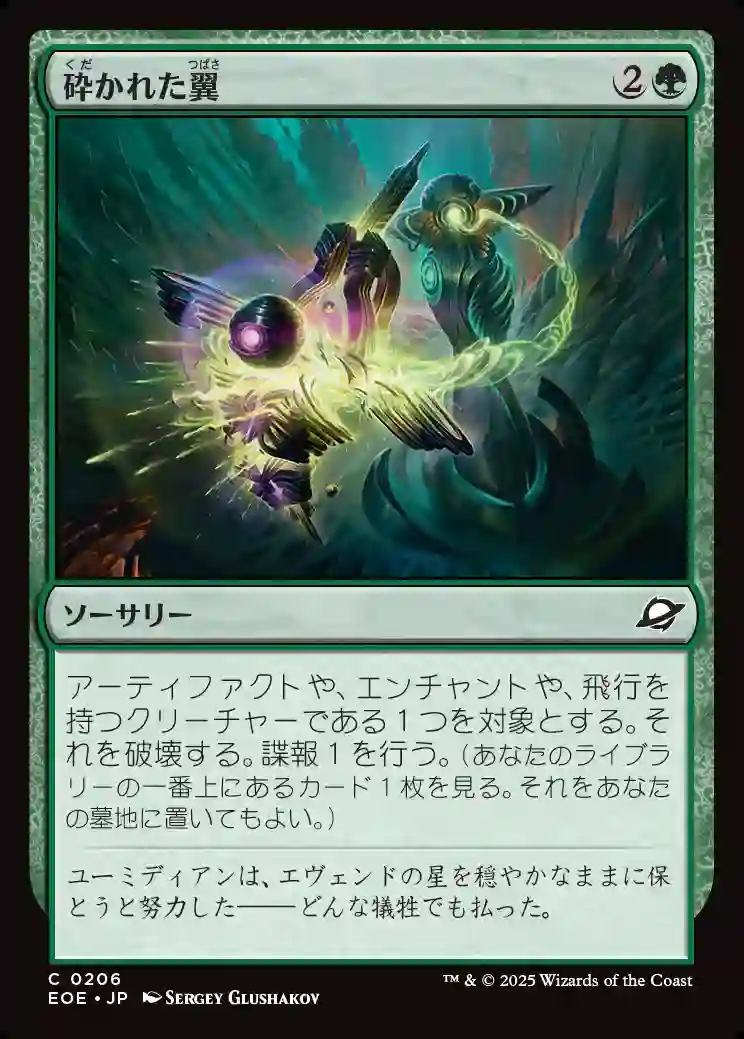 くだ つばさ
砕かれた翼 2
ソーサリー
アーティファクトや、エンチャントや、飛行を
持つクリーチャーである1つを対象とする。そ
れを破壊する。諜報1を行う。(あなたのライブラ
リーの一番上にあるカード1枚を見る。それをあなた
の墓地に置いてもよい。)
ユーミディアンは、エヴェンドの星を穏やかなままに保
とうと努力した――どんな犠牲でも払った。
C 0206
EOE • JP SERGEY GLUSHAKOV
™ & © 2025 Wizards of the Coast